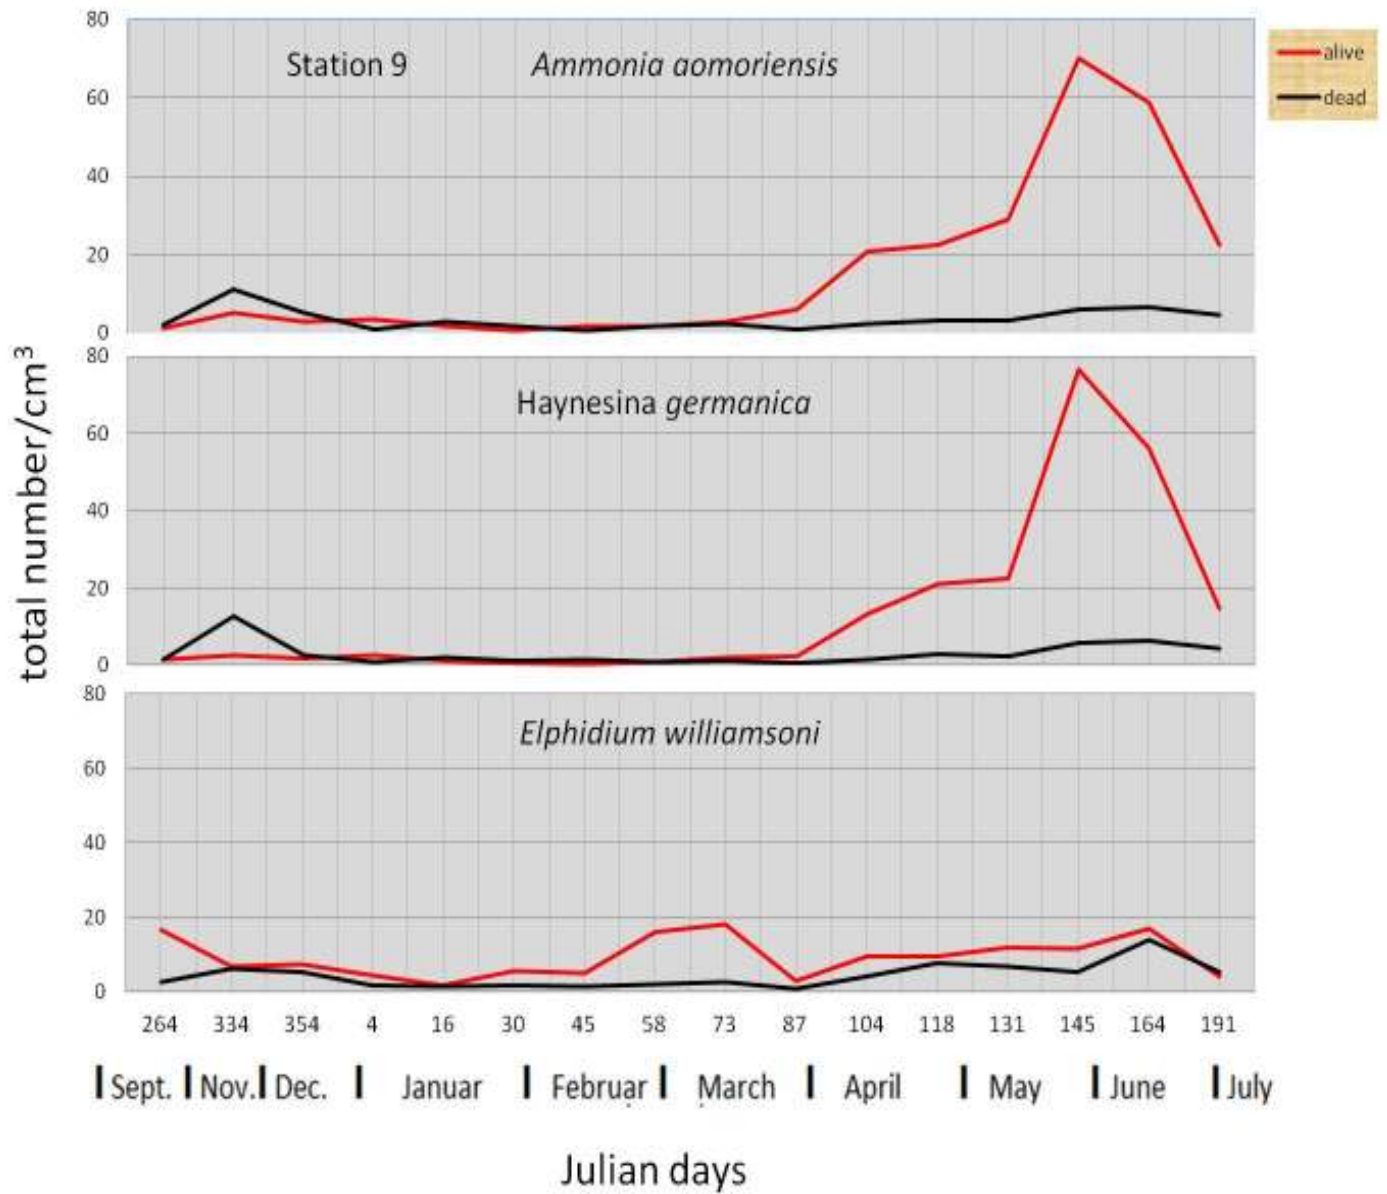 80
Station 9 Ammonia aomoriensis
alive
dead
60
40
20
0
total number/cm³
80
Haynesina germanica
60
40
20
0
80
Elphidium williamsoni
60
40
20
0
264 334 354 4 16 30 45 58 73 87 104 118 131 145 164 191
Sept. Nov. Dec. Januar Februar March April May June July
Julian days